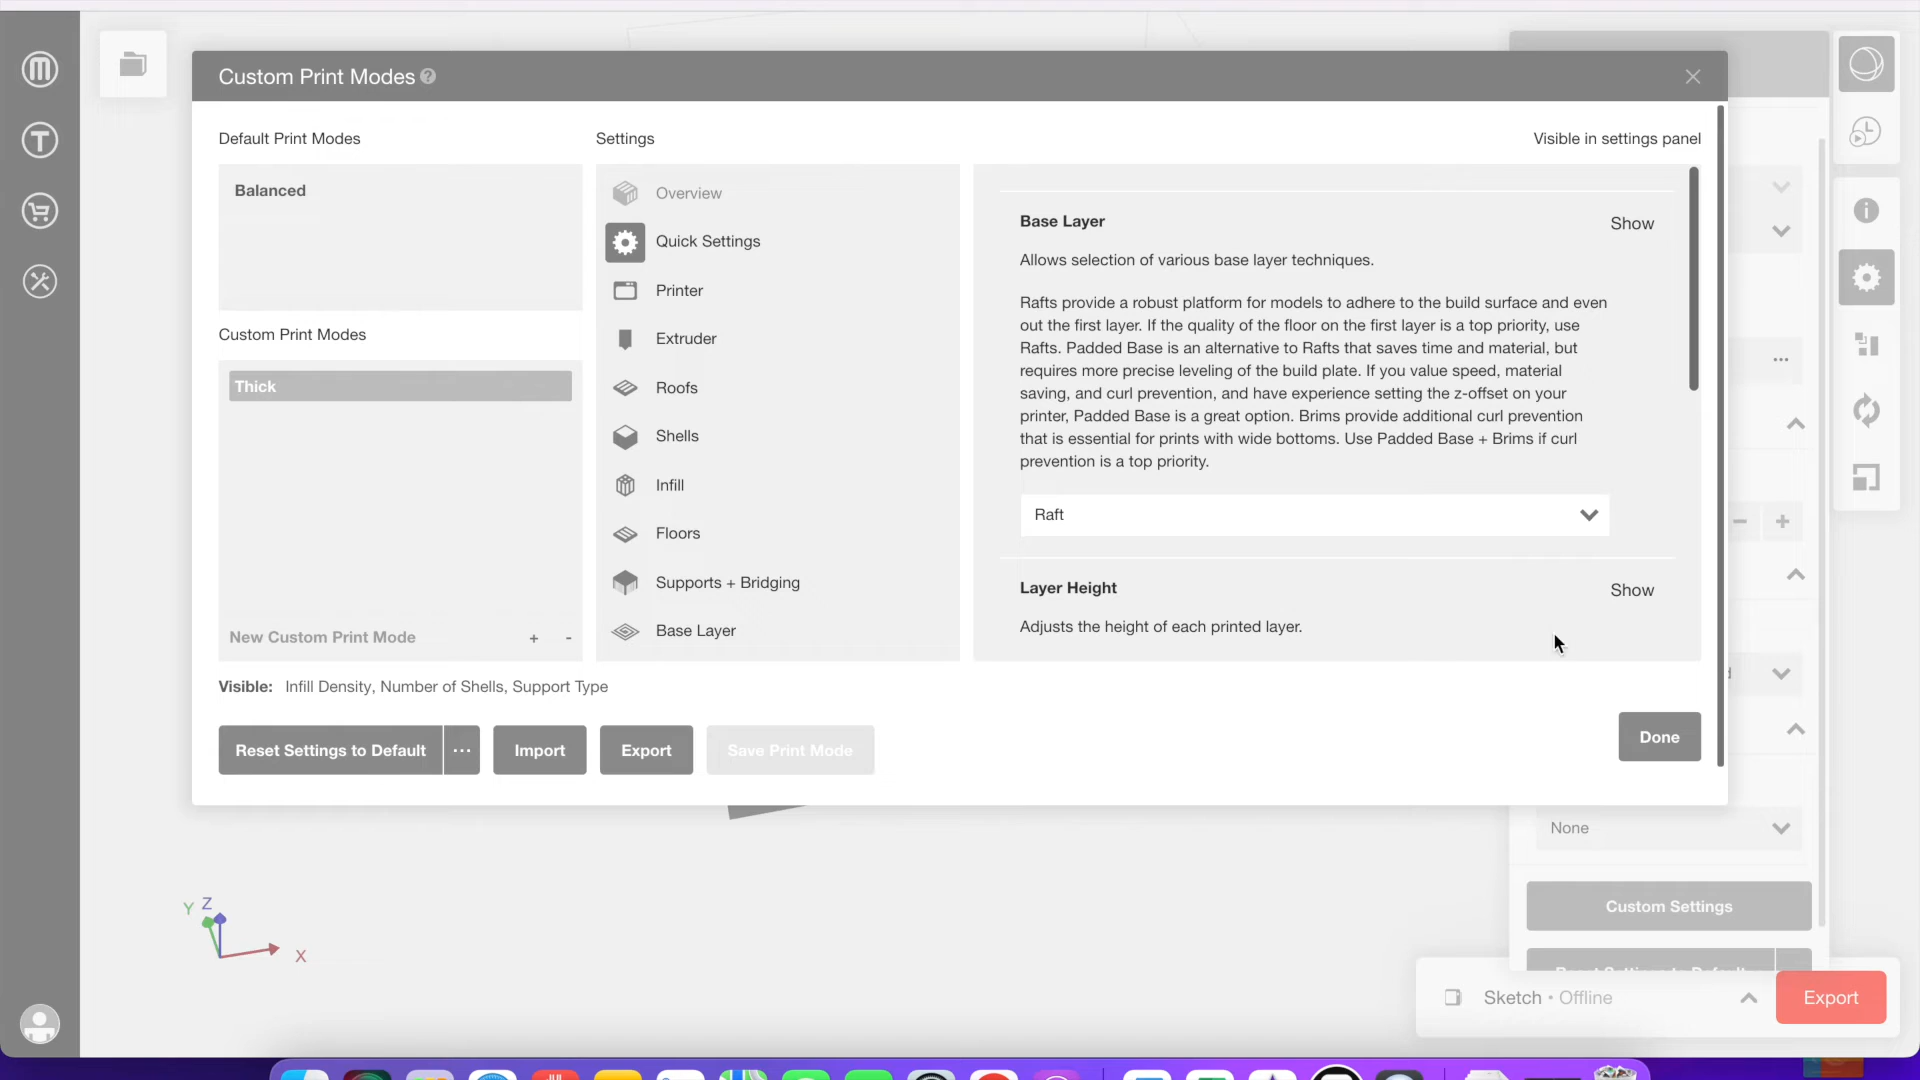 Custom Print Modes ?
Default Print Modes
Settings
Visible in settings panel
Balanced
Overview
Quick Settings
Printer
Extruder
Roofs
Shells
Infill
Floors
Supports + Bridging
Base Layer
Custom Print Modes
Thick
New Custom Print Mode + -
Base Layer
Show
Allows selection of various base layer techniques.
Rafts provide a robust platform for models to adhere to the build surface and even
out the first layer. If the quality of the floor on the first layer is a top priority, use
Rafts. Padded Base is an alternative to Rafts that saves time and material, but
requires more precise leveling of the build plate. If you value speed, material
saving, and curl prevention, and have experience setting the z-offset on your
printer, Padded Base is a great option. Brims provide additional curl prevention
that is essential for prints with wide bottoms. Use Padded Base + Brims if curl
prevention is a top priority.
Raft
Layer Height
Show
Adjusts the height of each printed layer.
Visible: Infill Density, Number of Shells, Support Type
Reset Settings to Default ...
Import
Export
Save Print Mode
Done
None
Custom Settings
Reset Settings to Default
Sketch • Offline
Export
Y Z
X